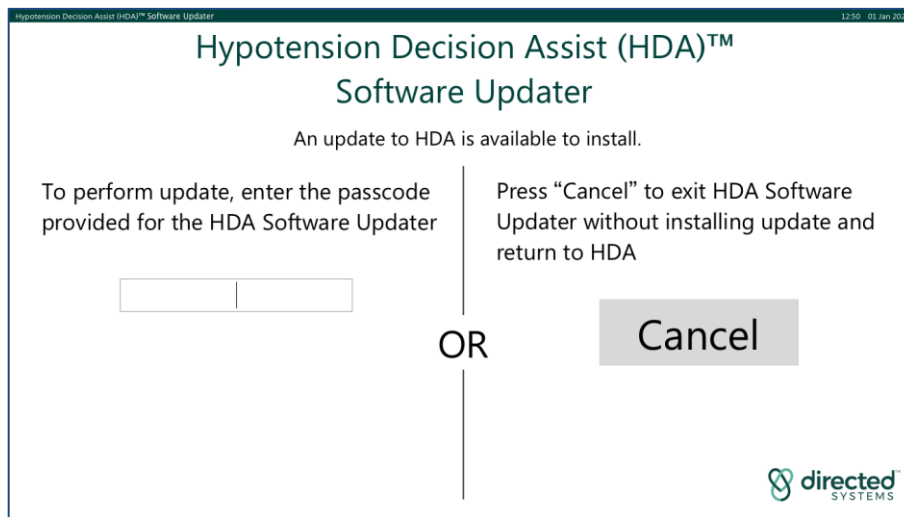 Hypotension Decision Assist (HDA)™ Software Updater
12:50 01 Jan
Hypotension Decision Assist (HDA)™
Software Updater
An update to HDA is available to install.
To perform update, enter the passcode
provided for the HDA Software Updater
OR
Press “Cancel” to exit HDA Software
Updater without installing update and
return to HDA
Cancel
directed™
SYSTEMS